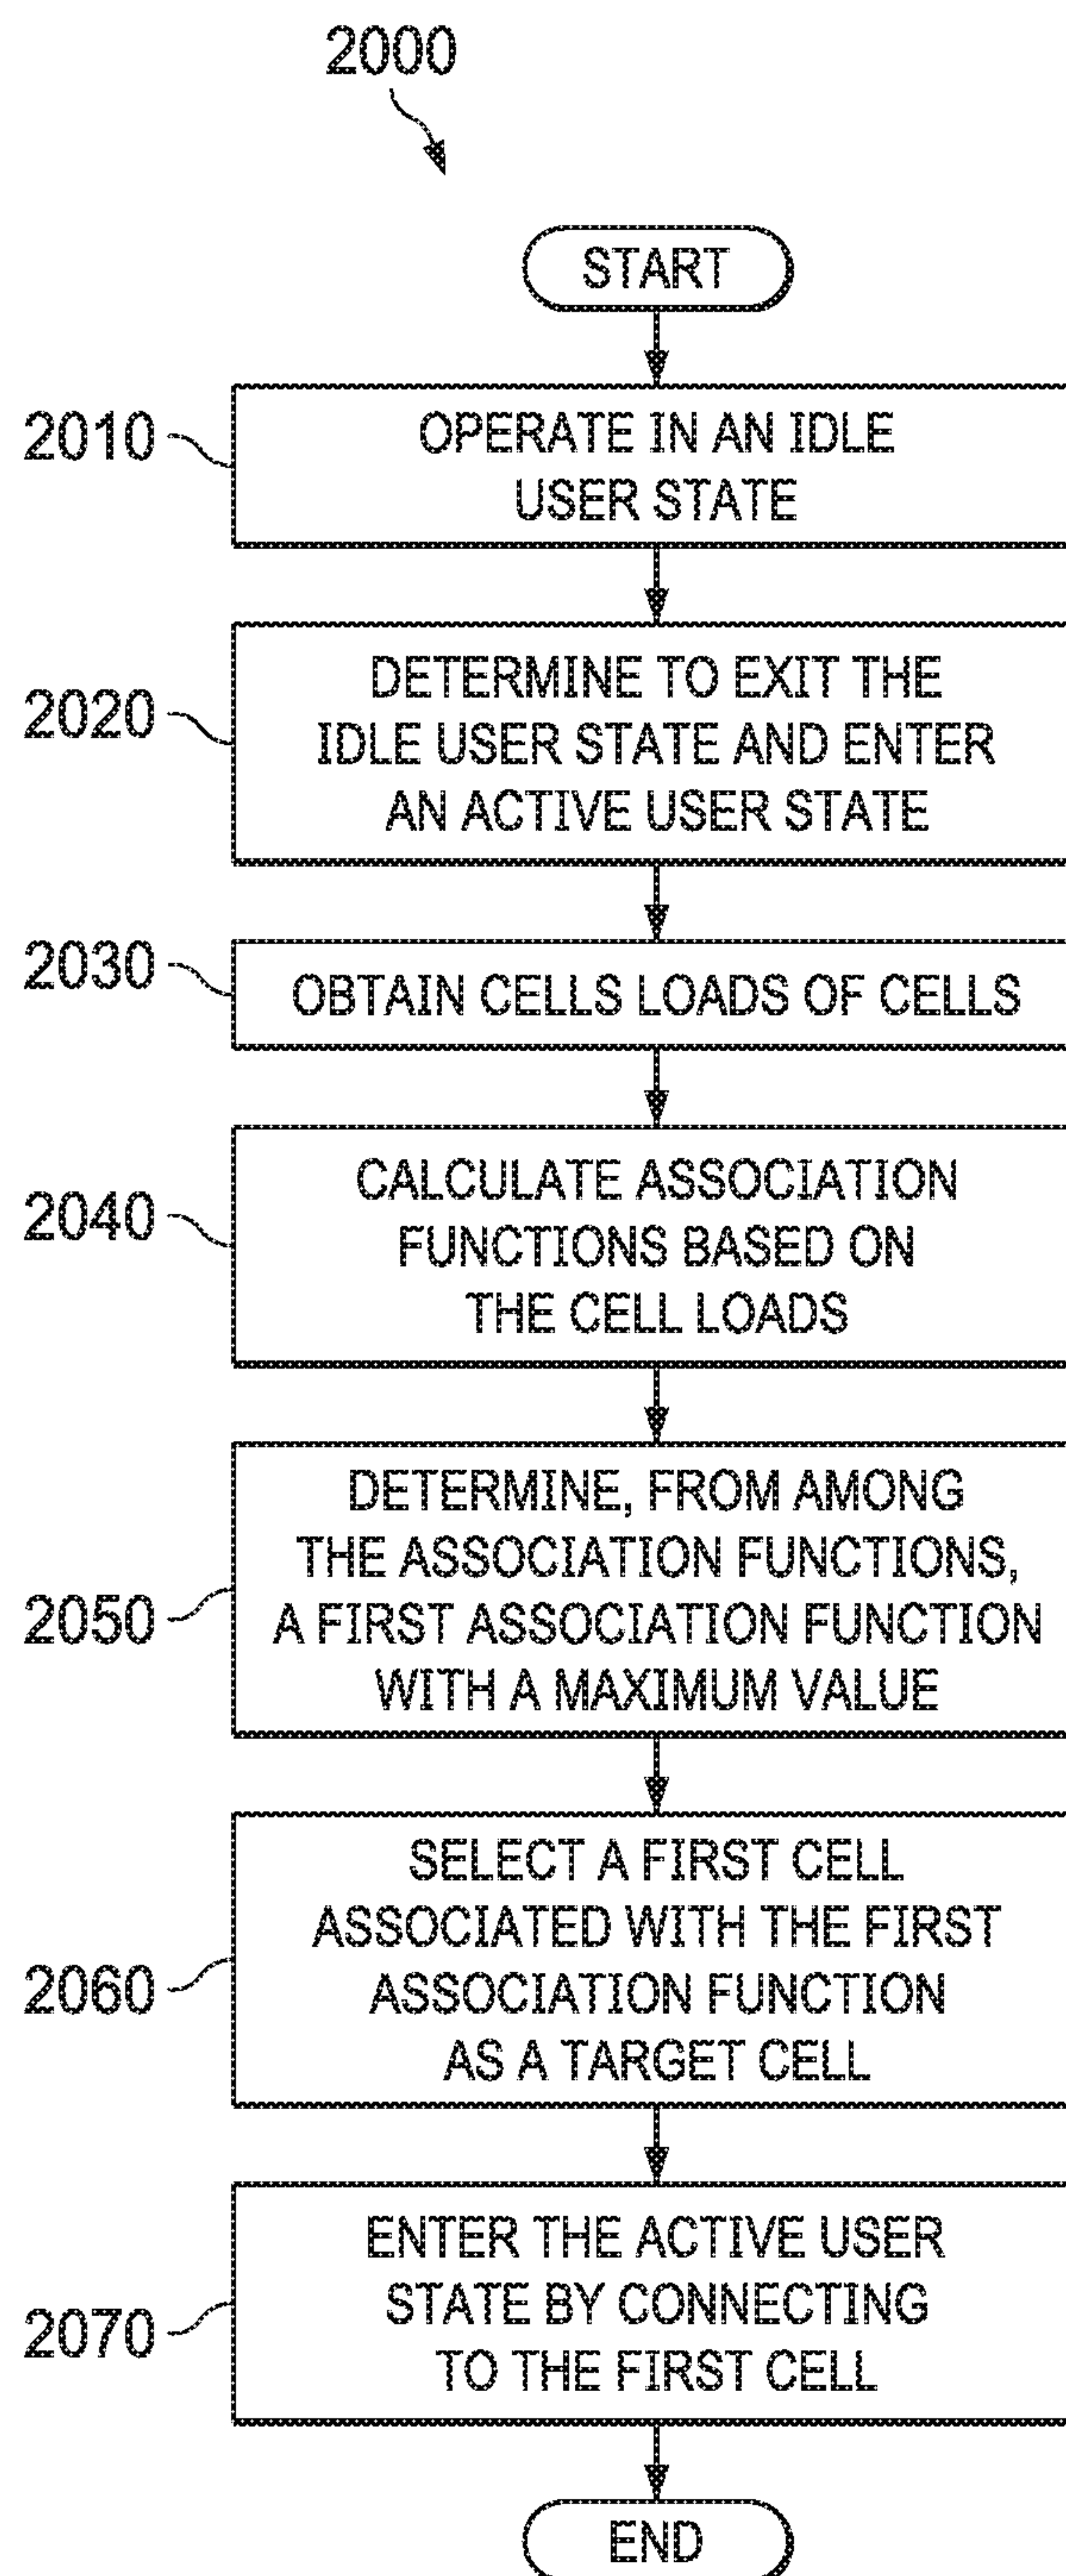 2000
START
2010
OPERATE IN AN IDLE
USER STATE
2020
DETERMINE TO EXIT THE
IDLE USER STATE AND ENTER
AN ACTIVE USER STATE
2030
OBTAIN CELLS LOADS OF CELLS
2040
CALCULATE ASSOCIATION
FUNCTIONS BASED ON
THE CELL LOADS
2050
DETERMINE, FROM AMONG
THE ASSOCIATION FUNCTIONS,
A FIRST ASSOCIATION FUNCTION
WITH A MAXIMUM VALUE
2060
SELECT A FIRST CELL
ASSOCIATED WITH THE FIRST
ASSOCIATION FUNCTION
AS A TARGET CELL
2070
ENTER THE ACTIVE USER
STATE BY CONNECTING
TO THE FIRST CELL
END